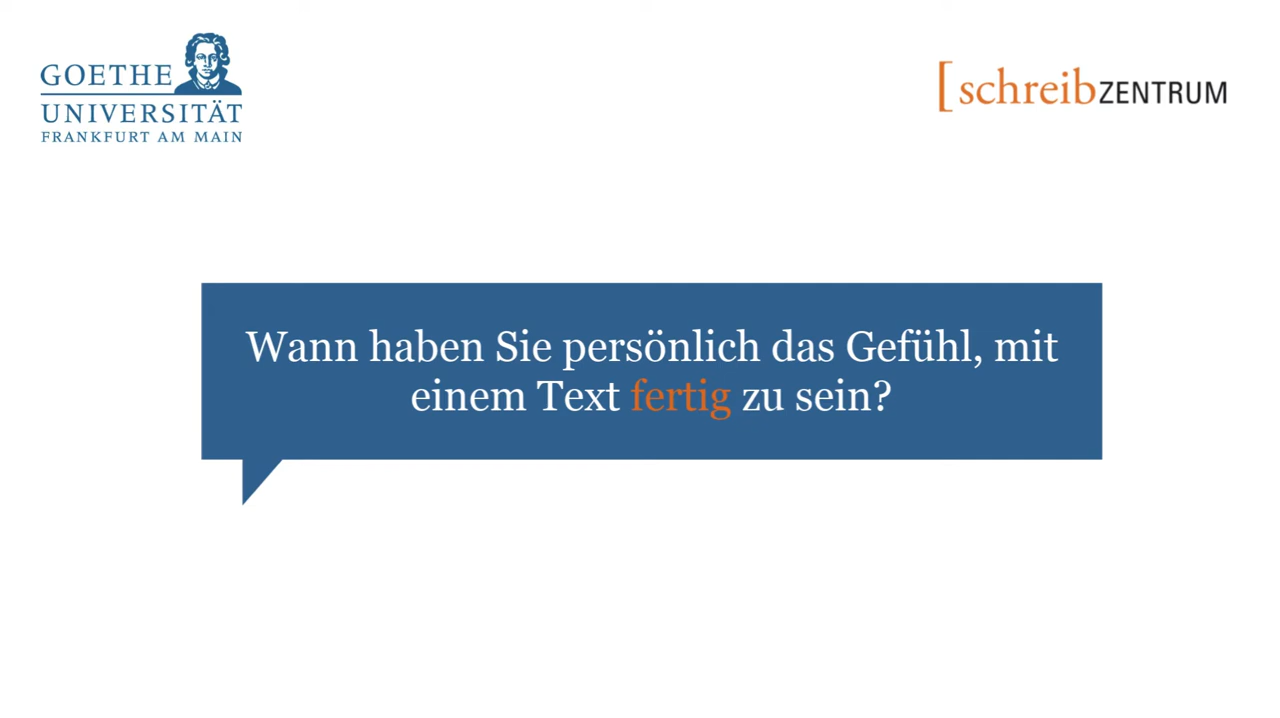 GOETHE
UNIVERSITÄT
FRANKFURT AM MAIN
[schreibZENTRUM
Wann haben Sie persönlich das Gefühl, mit
einem Text fertig zu sein?